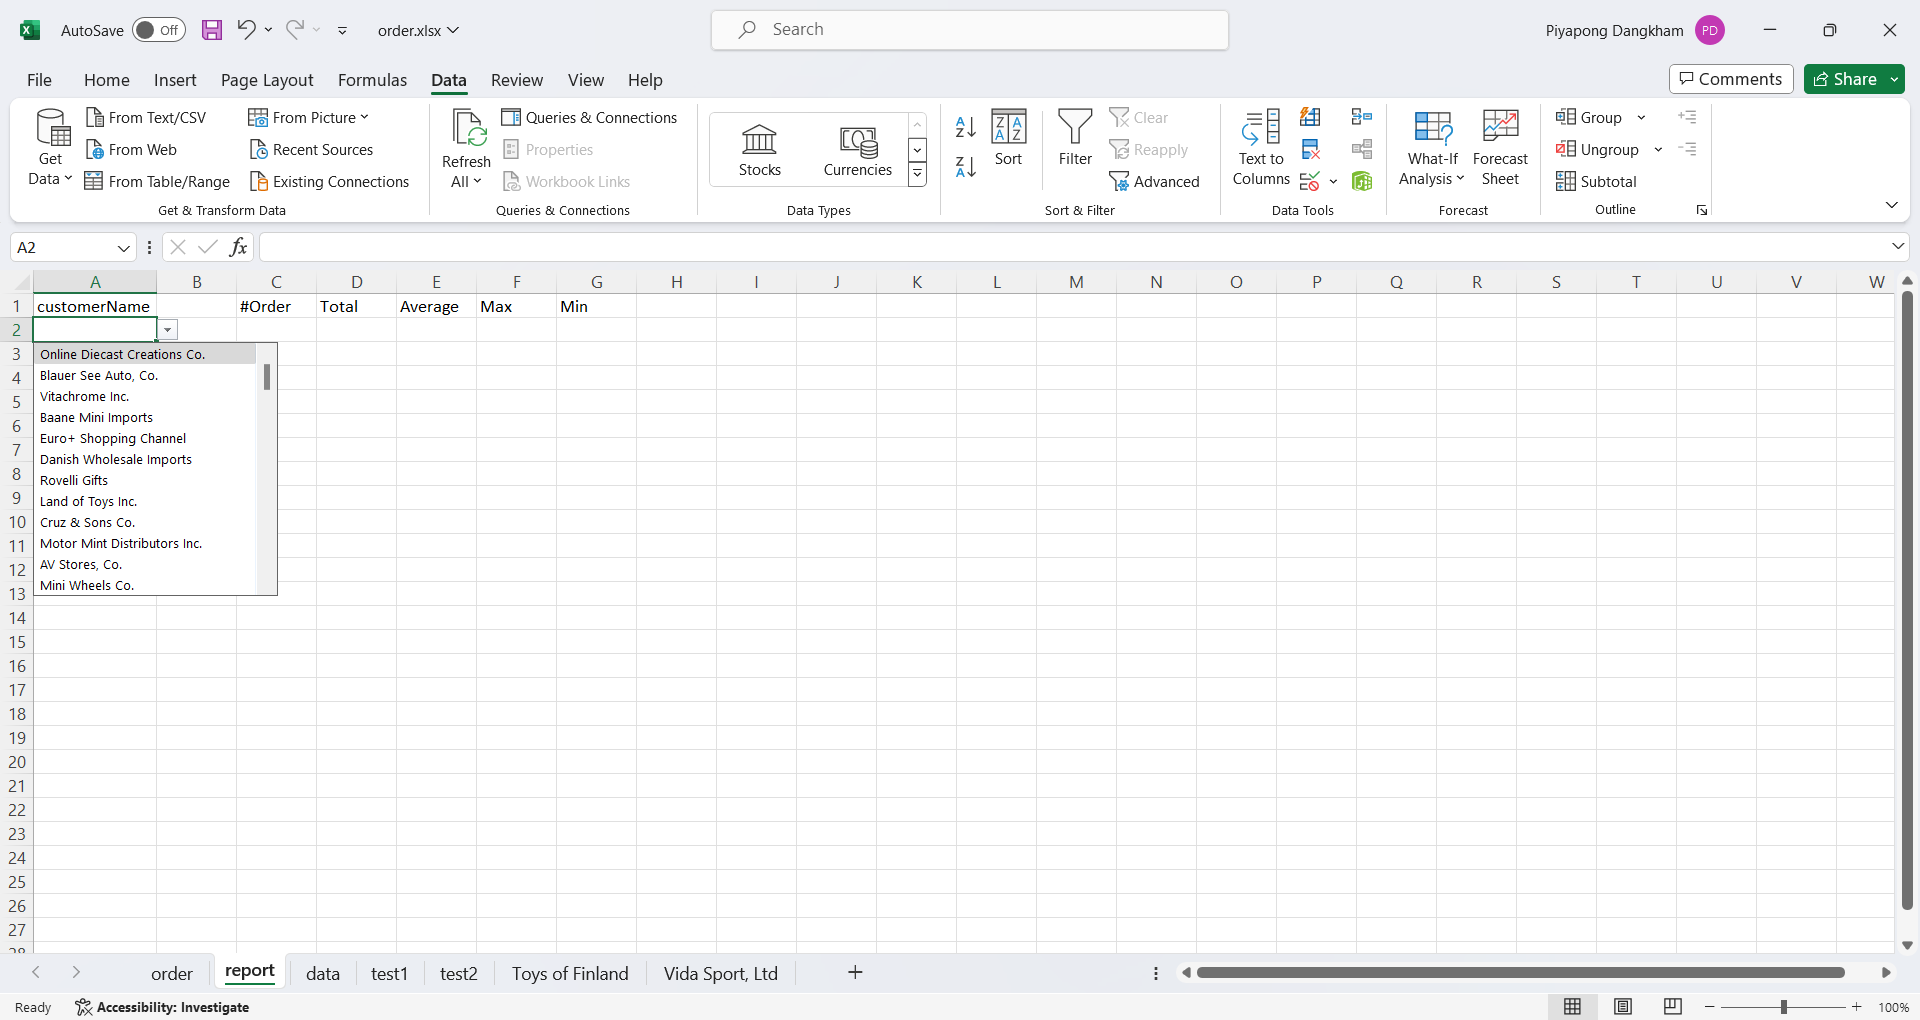 AutoSave Off order.xlsx Search Piyapong Dangkham PD
File Home Insert Page Layout Formulas Data Review View Help Comments Share
Get Data
From Text/CSV
From Web
From Table/Range
From Picture
Recent Sources
Existing Connections
Get & Transform Data
Refresh All
Queries & Connections
Properties
Workbook Links
Queries & Connections
Stocks
Currencies
Data Types
Sort
Filter
Clear
Reapply
Advanced
Sort & Filter
Text to Columns
Data Tools
What-If Analysis
Forecast Sheet
Forecast
Group
Ungroup
Subtotal
Outline
A2 fx
A B C D E F G H I J K L M N O P Q R S T U V W
1 customerName #Order Total Average Max Min
2
3 Online Diecast Creations Co.
4 Blauer See Auto, Co.
5 Vitachrome Inc.
Baane Mini Imports
6 Euro+ Shopping Channel
7 Danish Wholesale Imports
8 Rovelli Gifts
9 Land of Toys Inc.
10 Cruz & Sons Co.
11 Motor Mint Distributors Inc.
12 AV Stores, Co.
13 Mini Wheels Co.
14
15
16
17
18
19
20
21
22
23
24
25
26
27
28
order report data test1 test2 Toys of Finland Vida Sport, Ltd
Ready Accessibility: Investigate 100%